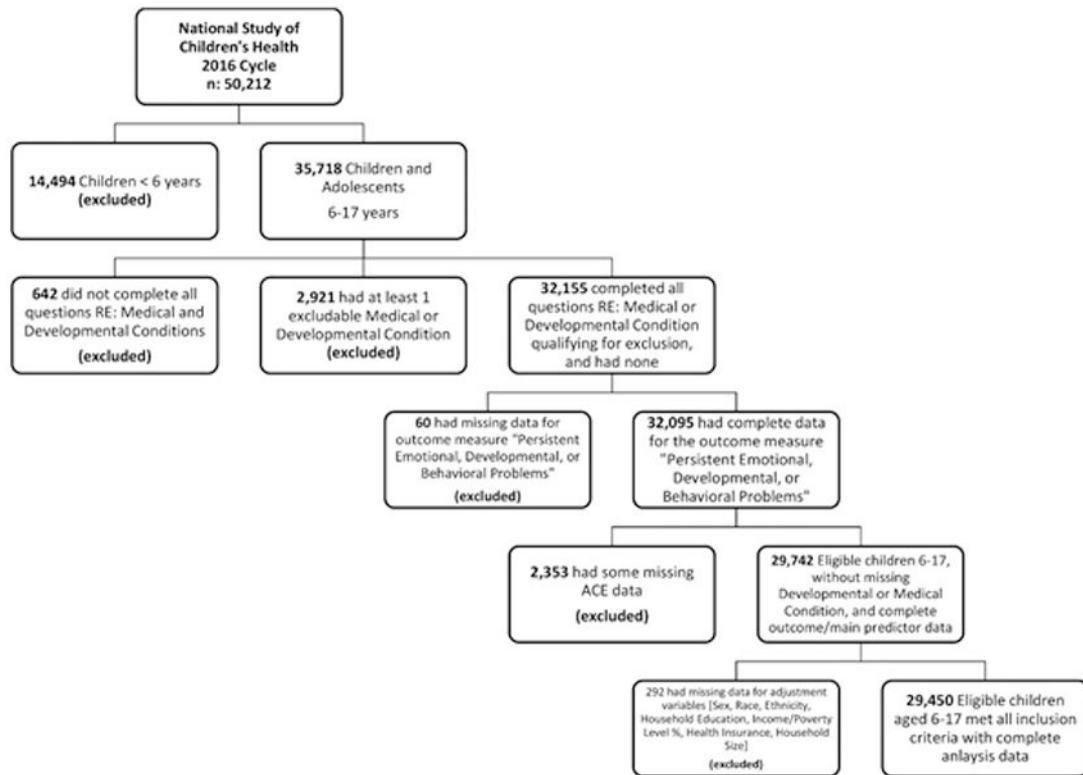 National Study of
Children's Health
2016 Cycle
n: 50,212
14,494 Children < 6 years
(excluded)
35,718 Children and
Adolescents
6-17 years
642 did not complete all
questions RE: Medical and
Developmental Conditions
(excluded)
2,921 had at least 1
excludable Medical or
Developmental Condition
(excluded)
32,155 completed all
questions RE: Medical or
Developmental Condition
qualifying for exclusion,
and had none
60 had missing data for
outcome measure "Persistent
Emotional, Developmental, or
Behavioral Problems"
(excluded)
32,095 had complete data
for the outcome measure
"Persistent Emotional,
Developmental, or
Behavioral Problems"
2,353 had some missing
ACE data
(excluded)
29,742 Eligible children 6-17,
without missing
Developmental or Medical
Condition, and complete
outcome/main predictor data
292 had missing data for adjustment
variables [Sex, Race, Ethnicity,
Household Education, Income/Poverty
Level %, Health Insurance, Household
Size]
(excluded)
29,450 Eligible children
aged 6-17 met all inclusion
criteria with complete
anlaysis data